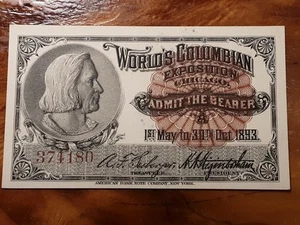 WORLD'S COLUMBIAN
EXPOSITION
CHICAGO
ADMIT THE BEARER
A
1ST May to 30TH Oct. 1893.
374180
TREASURER.
PRESIDENT.
AMERICAN BANK NOTE COMPANY, NEW YORK.